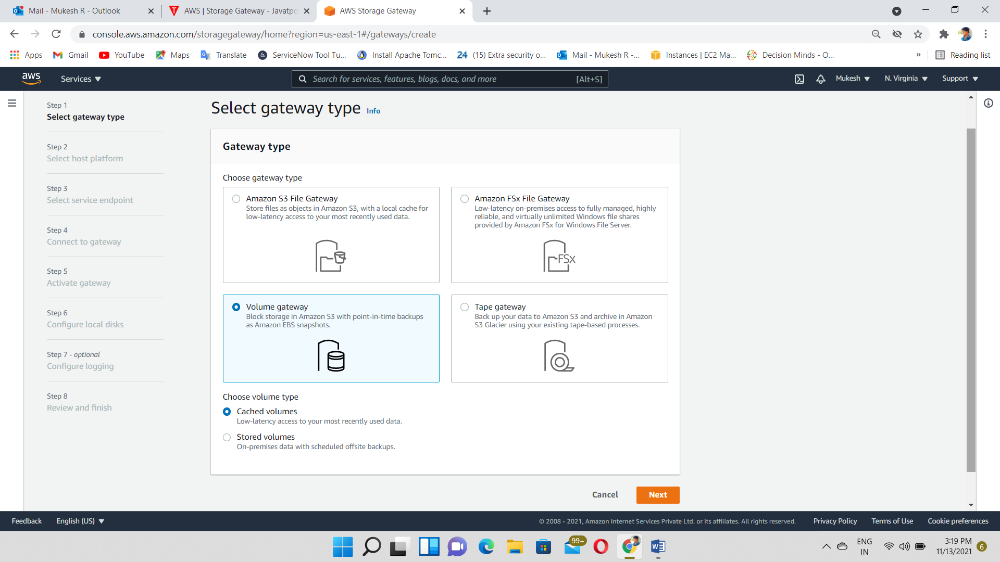 Mail - Mukesh R - Outlook
AWS | Storage Gateway - Javatpo
AWS Storage Gateway
console.aws.amazon.com/storagegateway/home?region=us-east-1#/gateways/create
Apps
Gmail
YouTube
Maps
Translate
ServiceNow Tool Tu...
Install Apache Tomc...
24 (15) Extra security o...
Mail - Mukesh R -...
Instances | EC2 Ma...
Decision Minds - O...
»
Reading list
aws
Services
Search for services, features, blogs, docs, and more [Alt+S]
Mukesh
N. Virginia
Support
Step 1
Select gateway type
Step 2
Select host platform
Step 3
Select service endpoint
Step 4
Connect to gateway
Step 5
Activate gateway
Step 6
Configure local disks
Step 7 - optional
Configure logging
Step 8
Review and finish
Select gateway type Info
Gateway type
Choose gateway type
Amazon S3 File Gateway
Store files as objects in Amazon S3, with a local cache for
low-latency access to your most recently used data.
Amazon FSx File Gateway
Low-latency on-premises access to fully managed, highly
reliable, and virtually unlimited Windows file shares
provided by Amazon FSx for Windows File Server.
FSx
Volume gateway
Block storage in Amazon S3 with point-in-time backups
as Amazon EBS snapshots.
Tape gateway
Back up your data to Amazon S3 and archive in Amazon
S3 Glacier using your existing tape-based processes.
Choose volume type
Cached volumes
Low-latency access to your most recently used data.
Stored volumes
On-premises data with scheduled offsite backups.
Cancel
Next
Feedback
English (US)
© 2008 - 2021, Amazon Internet Services Private Ltd. or its affiliates. All rights reserved.
Privacy Policy
Terms of Use
Cookie preferences
99+
ENG
IN
3:19 PM
11/13/2021
6